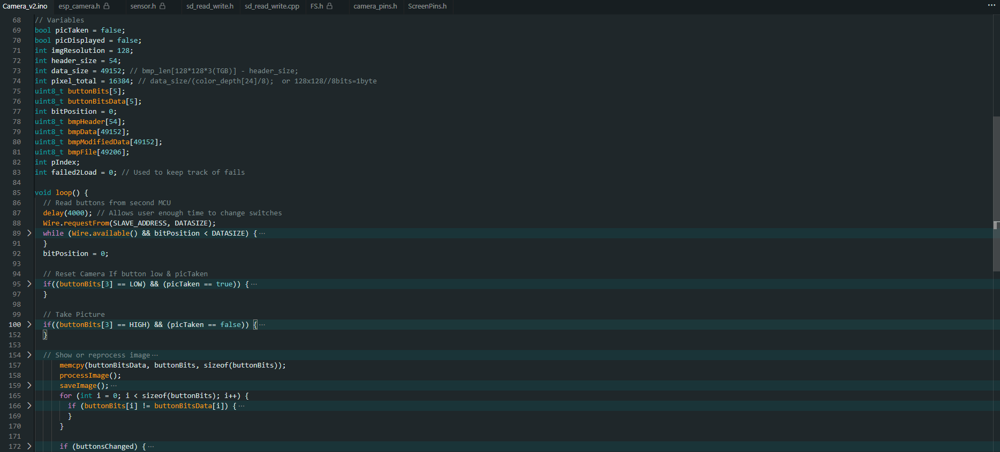 Camera_v2.ino esp_camera.h sensor.h sd_read_write.h sd_read_write.cpp FS.h camera_pins.h ScreenPins.h ···
68 // Variables
69 bool picTaken = false;
70 bool picDisplayed = false;
71 int imgResolution = 128;
72 int header_size = 54;
73 int data_size = 49152; // bmp_len[128*128*3(TGB)] - header_size;
74 int pixel_total = 16384; // data_size/(color_depth[24]/8);  or 128x128//8bits=1byte
75 uint8_t buttonBits[5];
76 uint8_t buttonBitsData[5];
77 int bitPosition = 0;
78 uint8_t bmpHeader[54];
79 uint8_t bmpData[49152];
80 uint8_t bmpModifiedData[49152];
81 uint8_t bmpFile[49206];
82 int pIndex;
83 int failed2Load = 0; // Used to keep track of fails
84
85 void loop() {
86   // Read buttons from second MCU
87   delay(4000); // Allows user enough time to change switches
88   Wire.requestFrom(SLAVE_ADDRESS, DATASIZE);
89 >   while (Wire.available() && bitPosition < DATASIZE) {···
91   }
92   bitPosition = 0;
93
94   // Reset Camera If button low & picTaken
95 >   if((buttonBits[3] == LOW) && (picTaken == true)) {···
97   }
98
99   // Take Picture
100 >   if((buttonBits[3] == HIGH) && (picTaken == false)) {···
152   }
153
154 >   // Show or reprocess image···
157       memcpy(buttonBitsData, buttonBits, sizeof(buttonBits));
158       processImage();
159 >       saveImage();···
165       for (int i = 0; i < sizeof(buttonBits); i++) {
166 >         if (buttonBits[i] != buttonBitsData[i]) {···
169         }
170       }
171
172 >       if (buttonsChanged) {···